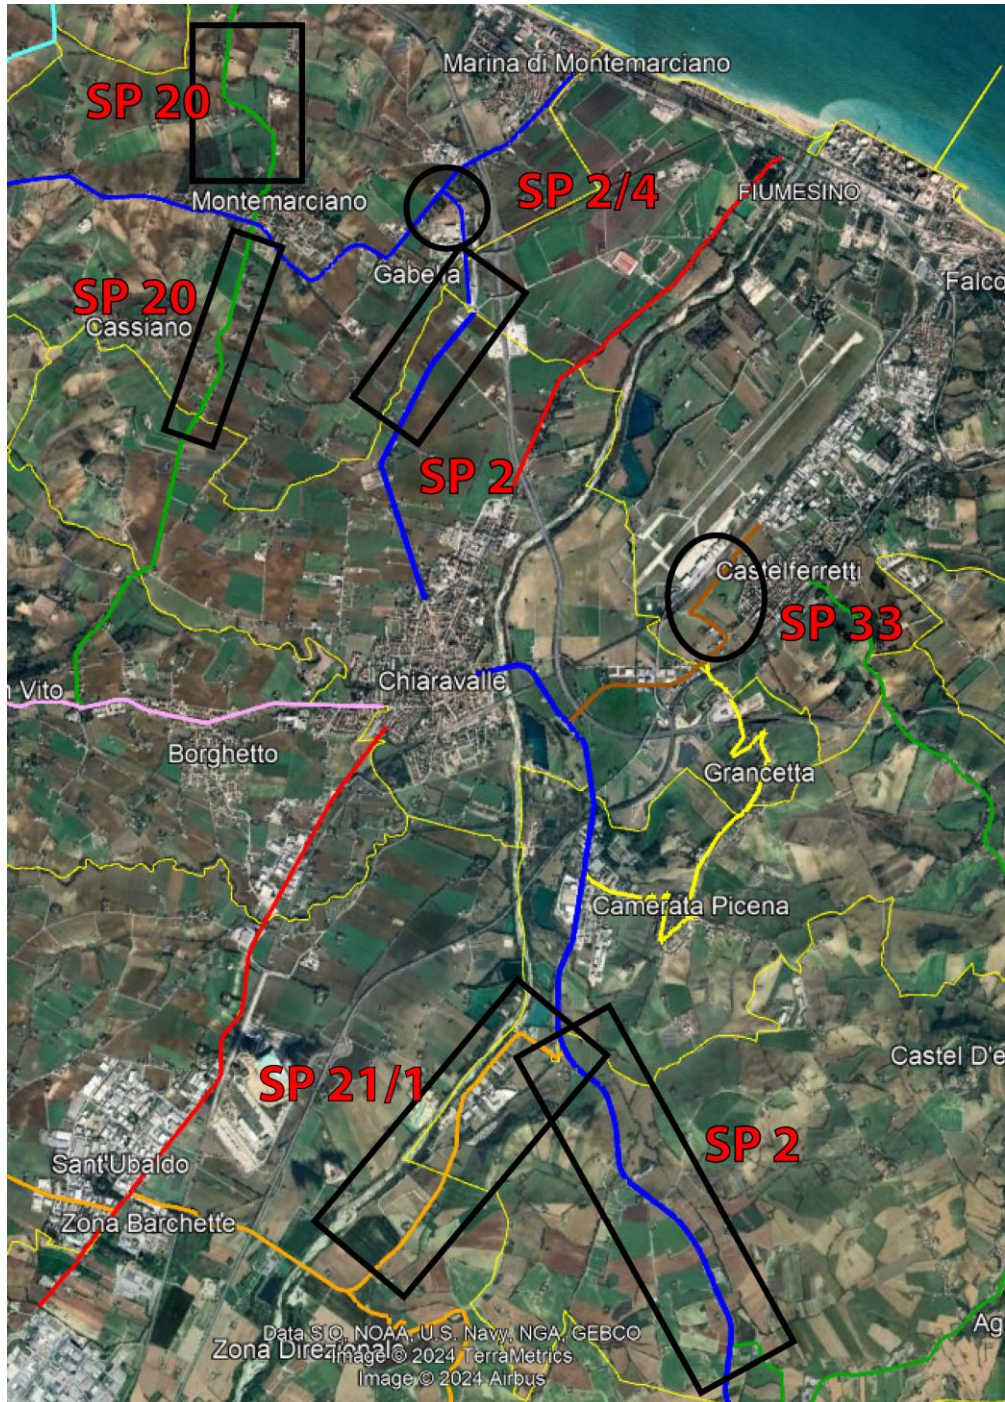 Marina di Montemarciano
SP 20
SP 2/4
FIUMESINO
Montemarciano
Gabella
Falco
SP 20
Cassiano
SP 2
Castelferretti
SP 33
Chiaravalle
n Vito
Borghetto
Grancetta
Camerata Picena
Castel D'e
SP 21/1
SP 2
Sant'Ubaldo
Zona Barchette
Ag
Data SIO, NOAA, U.S. Navy, NGA, GEBCO
Zona Direzionale
Image © 2024 TerraMetrics
Image © 2024 Airbus